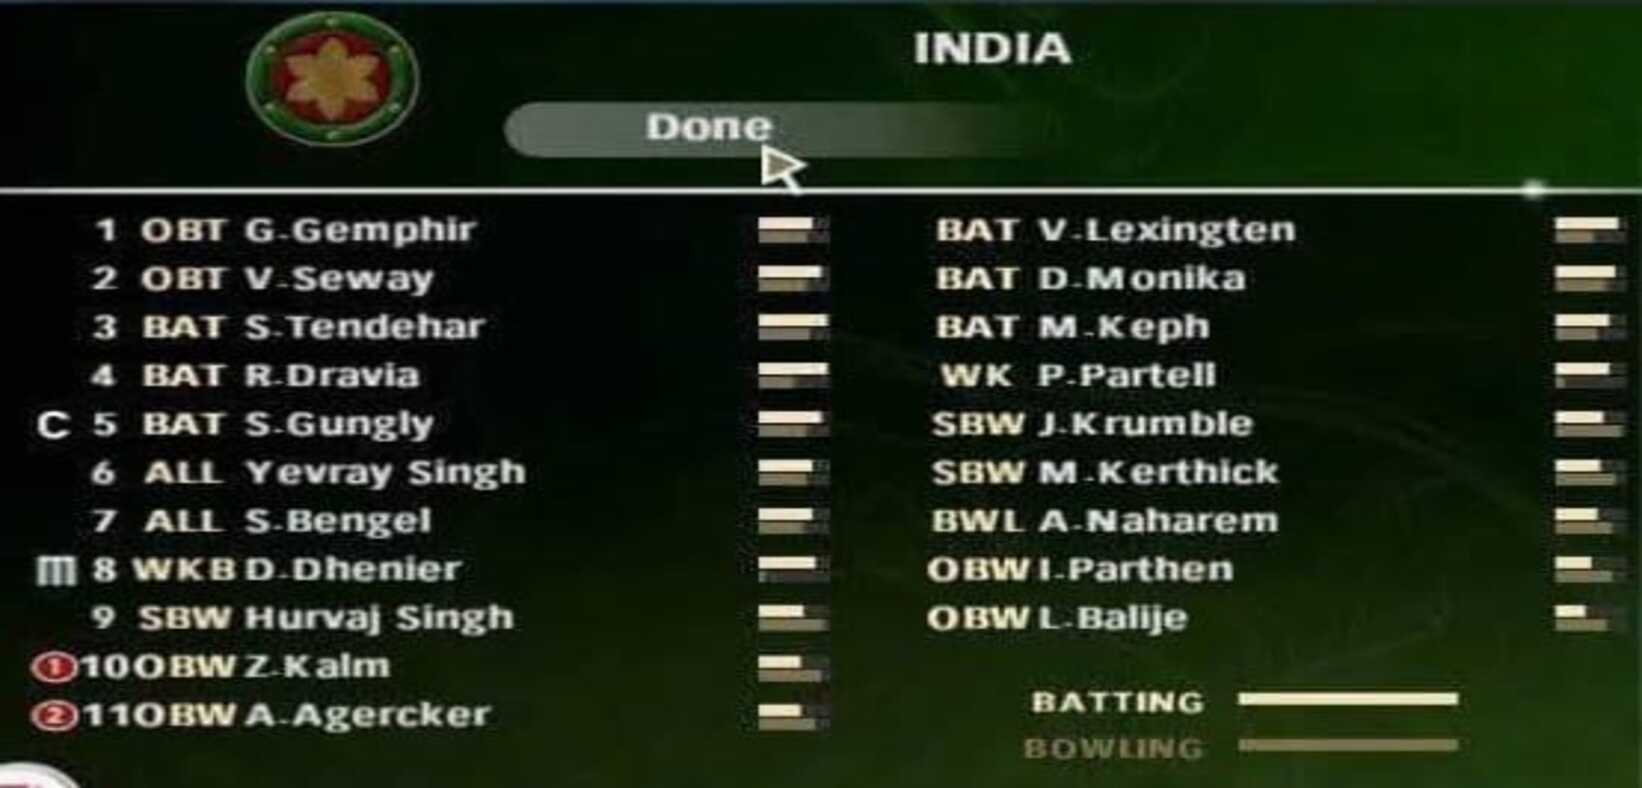 INDIA
Done
1 OBT G.Gemphir
2 OBT V.Seway
3 BAT S.Tendehar
4 BAT R.Dravia
C 5 BAT S.Gungly
6 ALL Yevray Singh
7 ALL S.Bengel
m 8 WKB D.Dhenier
9 SBW Hurvaj Singh
1 10 OBW Z.Kalm
2 11 OBW A.Agercker
BAT V.Lexington
BAT D.Monika
BAT M.Keph
WK P.Partell
SBW J.Krumble
SBW M.Kerthick
BWL A.Naharem
OBW I.Parthen
OBW L.Balije
BATTING
BOWLING